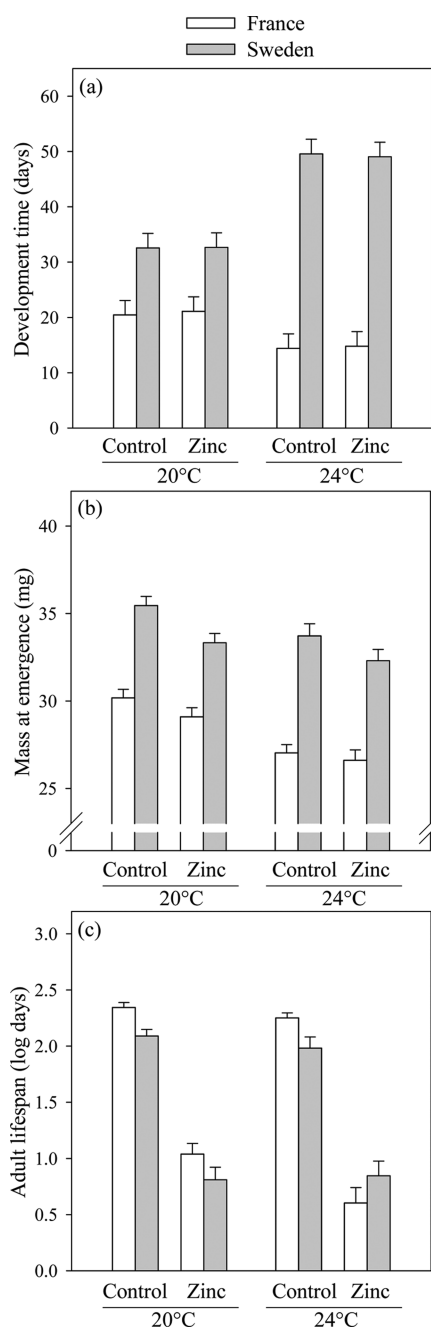 France
Sweden
(a)
Development time (days)
60
50
40
30
20
10
0
Control Zinc Control Zinc
20°C 24°C
(b)
Mass at emergence (mg)
40
35
30
25
0
Control Zinc Control Zinc
20°C 24°C
(c)
Adult lifespan (log days)
3.0
2.5
2.0
1.5
1.0
0.5
0.0
Control Zinc Control Zinc
20°C 24°C